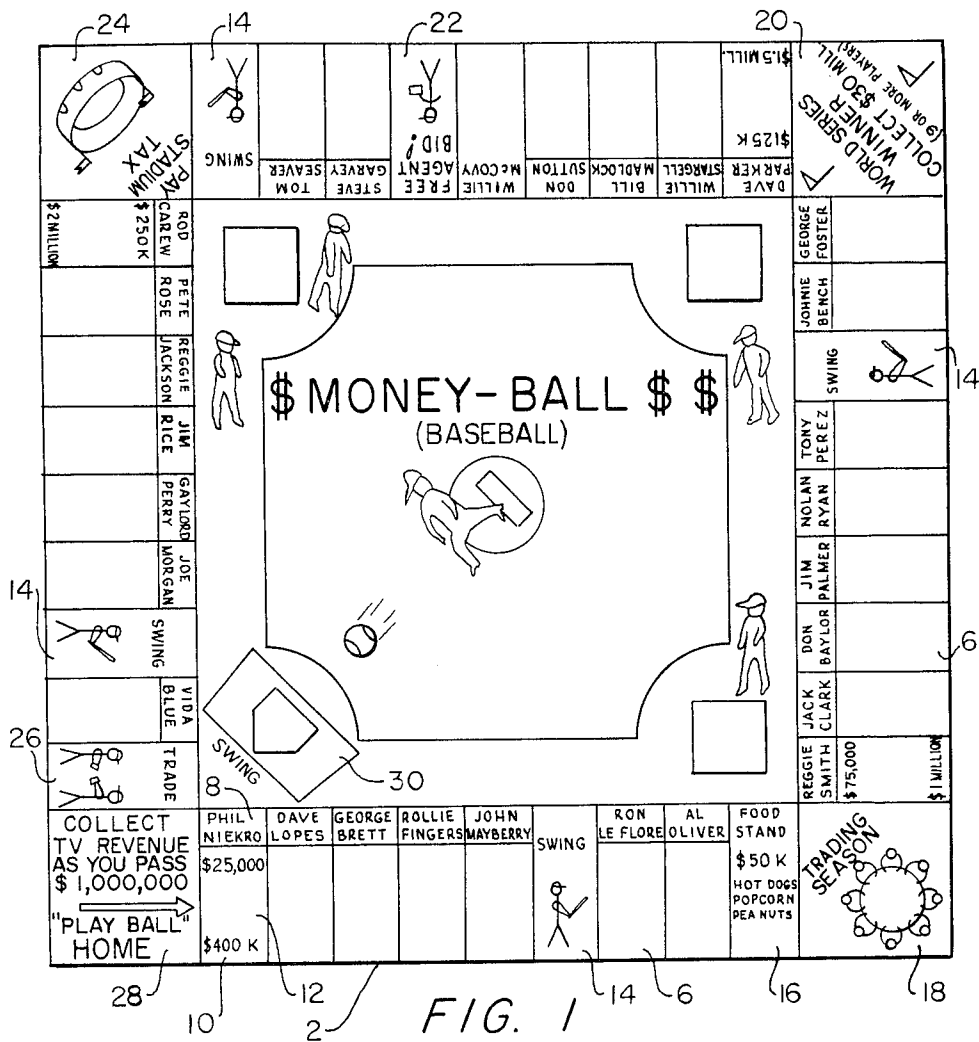 24
14
22
20
PAY
STADIUM
TAX
SWING
TOM
SEAVER
STEVE
GARVEY
FREE
AGENT
BID!
WILLIE
McCOVY
DON
SUTTON
BILL
MADLOCK
WILLIE
STARGELL
DAVE
PARKER
$125K
$1.5 MILL.
WORLD SERIES
WINNER
COLLECT $30 MILL
(9 OR MORE PLAYERS)
ROD
CAREW
$250K
$2 MILLION
PETE
ROSE
REGGIE
JACKSON
JIM
RICE
GAYLORD
PERRY
JOE
MORGAN
SWING
14
VIDA
BLUE
TRADE
26
$ MONEY-BALL $ $
(BASEBALL)
SWING
30
GEORGE
FOSTER
JOHNIE
BENCH
SWING
14
TONY
PEREZ
NOLAN
RYAN
JIM
PALMER
DON
BAYLOR
6
JACK
CLARK
REGGIE
SMITH
$75,000
$1 MILLION
COLLECT
TV REVENUE
AS YOU PASS
$ 1,000,000
"PLAY BALL"
HOME
8
PHIL
NIEKRO
$25,000
$400 K
DAVE
LOPES
GEORGE
BRETT
ROLLIE
FINGERS
JOHN
MAYBERRY
SWING
RON
LE FLORE
AL
OLIVER
FOOD
STAND
$50 K
HOT DOGS
POPCORN
PEANUTS
TRADING
SEASON
28
10
12
2
14
6
16
18
FIG. 1